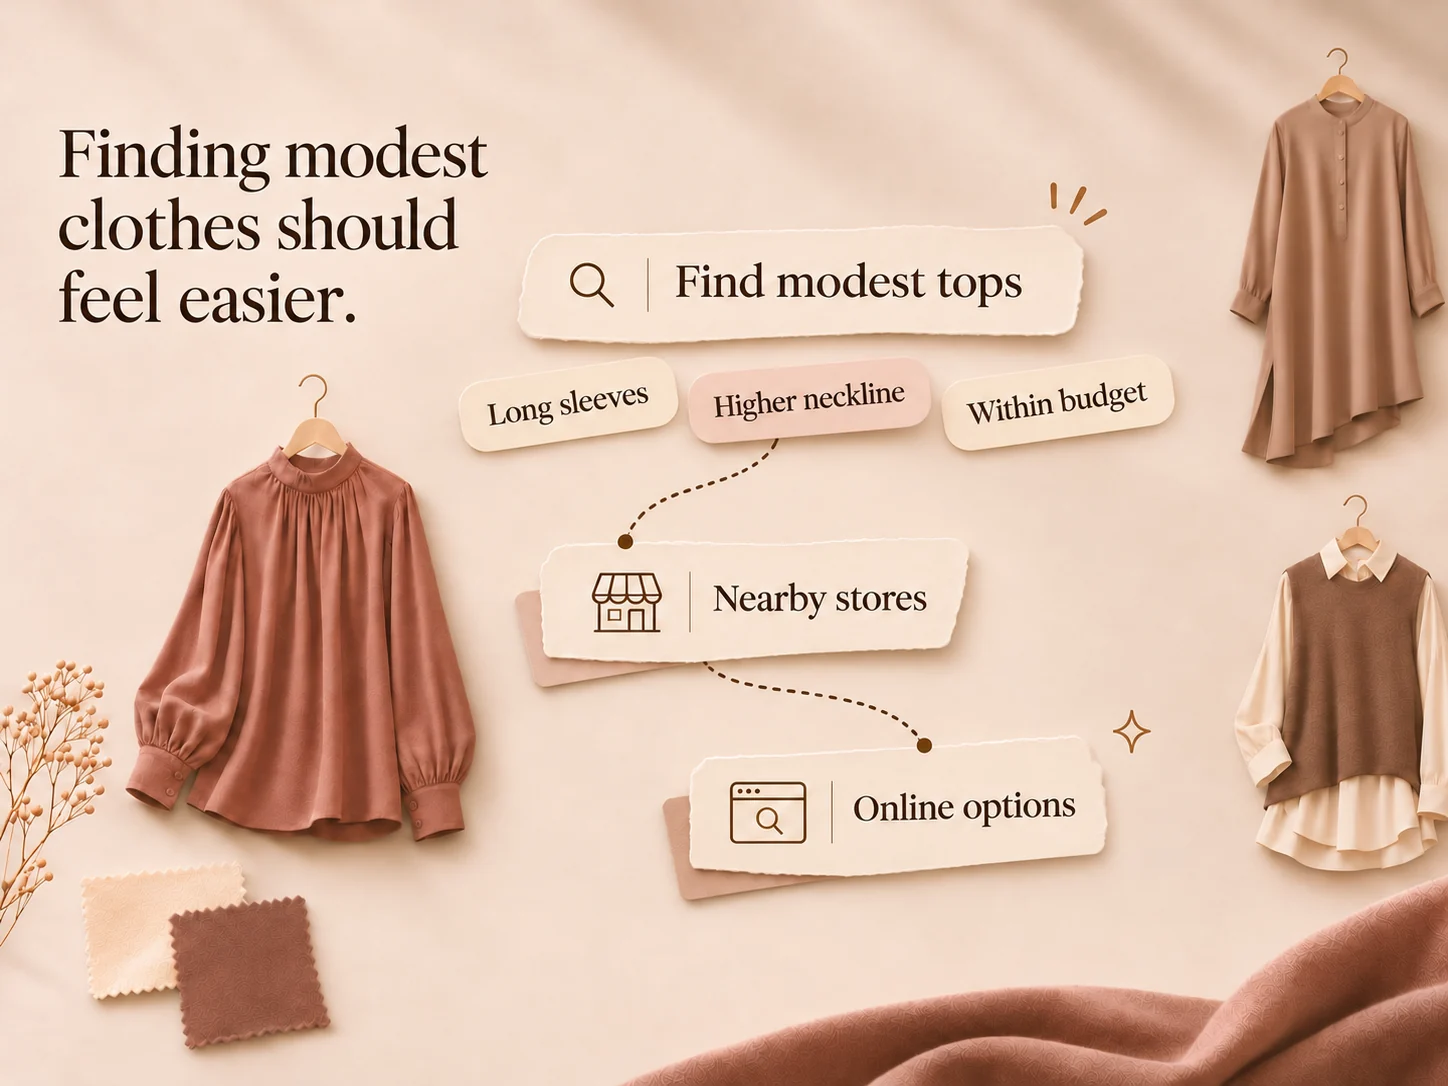 Finding modest
clothes should
feel easier.
Find modest tops
Long sleeves
Higher neckline
Within budget
Nearby stores
Online options